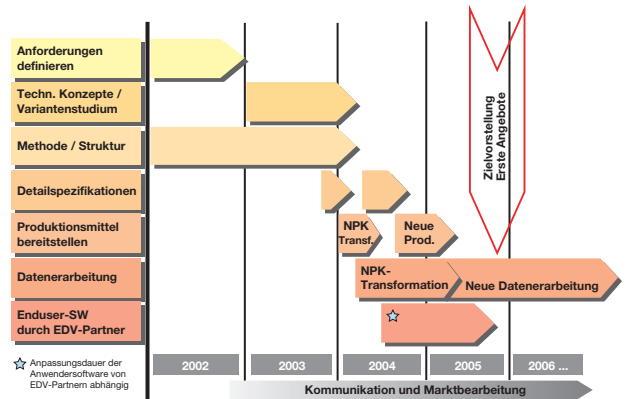 Anforderungen
definieren
Techn. Konzepte /
Variantenstudium
Methode / Struktur
Detailspezifikationen
Produktionsmittel
bereitstellen
NPK
Transf.
Neue
Prod.
Datenerarbeitung
NPK-
Transformation
Neue Datenerarbeitung
Enduser-SW
durch EDV-Partner
Zielvorstellung
Erste Angebote
Anpassungsdauer der
Anwendersoftware von
EDV-Partnern abhängig
2002
2003
2004
2005
2006 ...
Kommunikation und Marktbearbeitung